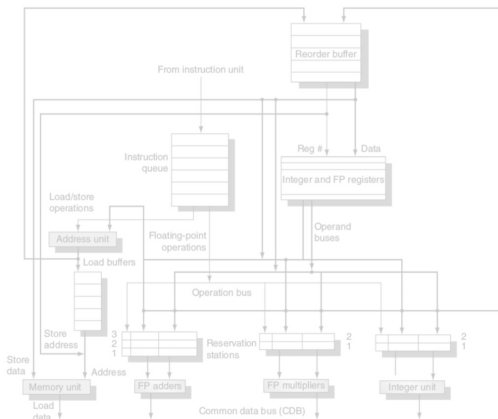 Reorder buffer
From instruction unit
Reg #
Data
Instruction
queue
Integer and FP registers
Load/store
operations
Address unit
Floating-point
operations
Operand
buses
Load buffers
Operation bus
Store
address
3
2
1
Reservation
stations
2
1
2
1
Store
data
Address
Memory unit
FP adders
FP multipliers
Integer unit
Load
data
Common data bus (CDB)